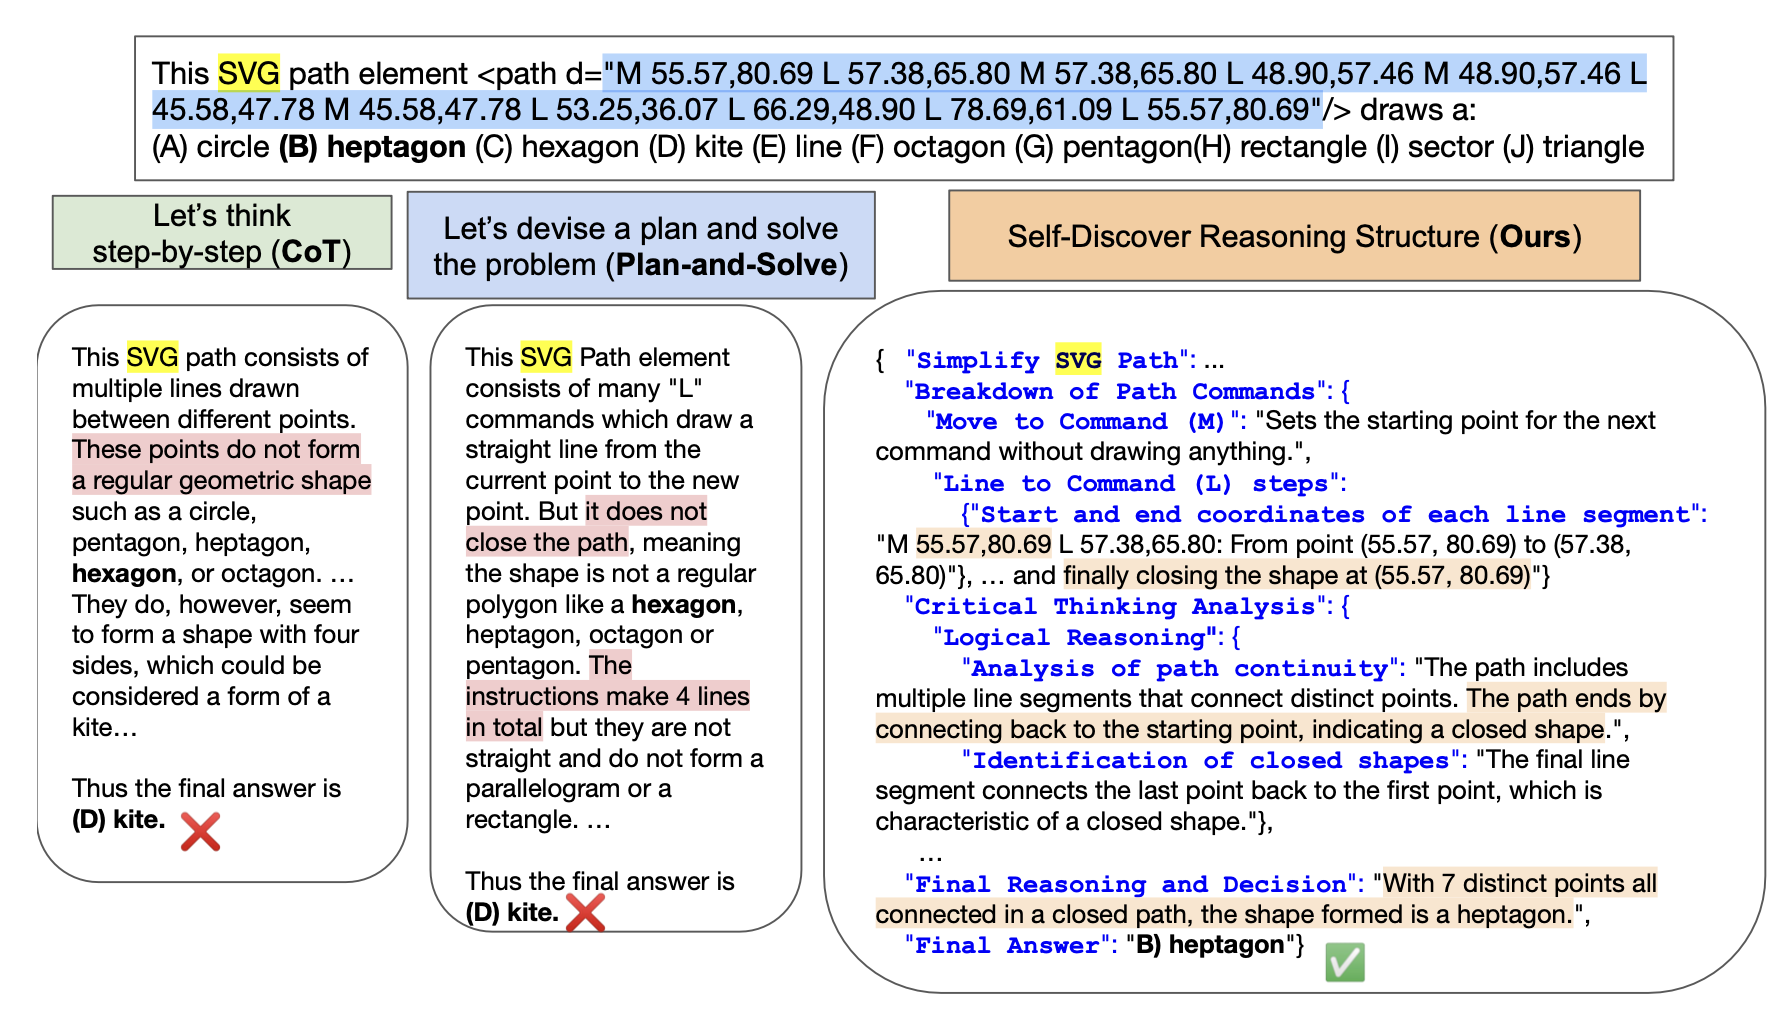 This SVG path element <path d="M 55.57,80.69 L 57.38,65.80 M 57.38,65.80 L 48.90,57.46 M 48.90,57.46 L
45.58,47.78 M 45.58,47.78 L 53.25,36.07 L 66.29,48.90 L 78.69,61.09 L 55.57,80.69"/> draws a:
(A) circle (B) heptagon (C) hexagon (D) kite (E) line (F) octagon (G) pentagon(H) rectangle (I) sector (J) triangle
Let's think
step-by-step (CoT)
This SVG path consists of
multiple lines drawn
between different points.
These points do not form
a regular geometric shape
such as a circle,
pentagon, heptagon,
hexagon, or octagon. ...
They do, however, seem
to form a shape with four
sides, which could be
considered a form of a
kite...
Thus the final answer is
(D) kite. ❌
Let's devise a plan and solve
the problem (Plan-and-Solve)
This SVG Path element
consists of many "L"
commands which draw a
straight line from the
current point to the new
point. But it does not
close the path, meaning
the shape is not a regular
polygon like a hexagon,
heptagon, octagon or
pentagon. The
instructions make 4 lines
in total but they are not
straight and do not form a
parallelogram or a
rectangle. ...
Thus the final answer is
(D) kite. ❌
Self-Discover Reasoning Structure (Ours)
{ "Simplify SVG Path": ...
"Breakdown of Path Commands": {
"Move to Command (M)": "Sets the starting point for the next
command without drawing anything.",
"Line to Command (L) steps":
{"Start and end coordinates of each line segment":
"M 55.57,80.69 L 57.38,65.80: From point (55.57, 80.69) to (57.38,
65.80)"}, ... and finally closing the shape at (55.57, 80.69)"}
"Critical Thinking Analysis": {
"Logical Reasoning": {
"Analysis of path continuity": "The path includes
multiple line segments that connect distinct points. The path ends by
connecting back to the starting point, indicating a closed shape.",
"Identification of closed shapes": "The final line
segment connects the last point back to the first point, which is
characteristic of a closed shape."},
...
"Final Reasoning and Decision": "With 7 distinct points all
connected in a closed path, the shape formed is a heptagon.",
"Final Answer": "B) heptagon"} ✅